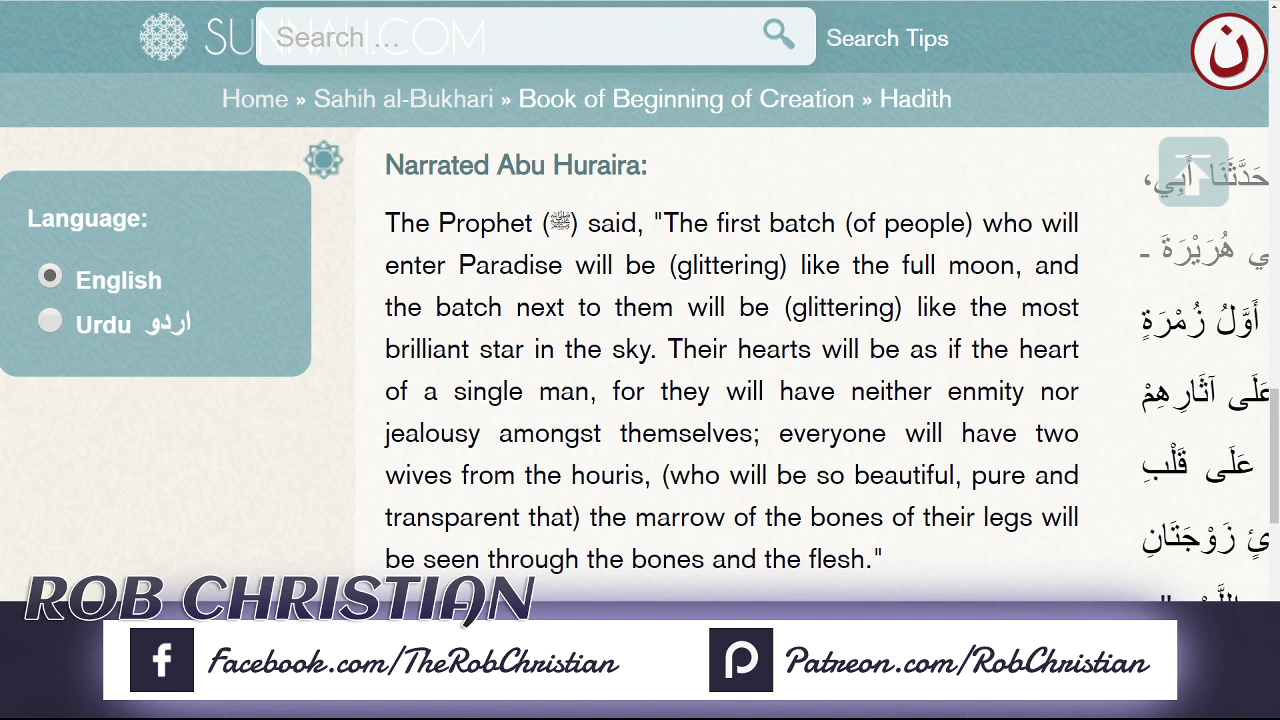 SUNNAH.COM
Search ...
Search Tips
ن
Home » Sahih al-Bukhari » Book of Beginning of Creation » Hadith
Language:
English
Urdu اردو
Narrated Abu Huraira:
The Prophet (ﷺ) said, "The first batch (of people) who will
enter Paradise will be (glittering) like the full moon, and
the batch next to them will be (glittering) like the most
brilliant star in the sky. Their hearts will be as if the heart
of a single man, for they will have neither enmity nor
jealousy amongst themselves; everyone will have two
wives from the houris, (who will be so beautiful, pure and
transparent that) the marrow of the bones of their legs will
be seen through the bones and the flesh."
حَدَّثَنَا أَبِي،
هُرَيْرَةَ ـ
أَوَّلُ زُمْرَةٍ
عَلَى آثَارِهِمْ
عَلَى قَلْبِ
زَوْجَتَانِ
ROB CHRISTIAN
Facebook.com/TheRobChristian
Patreon.com/RobChristian